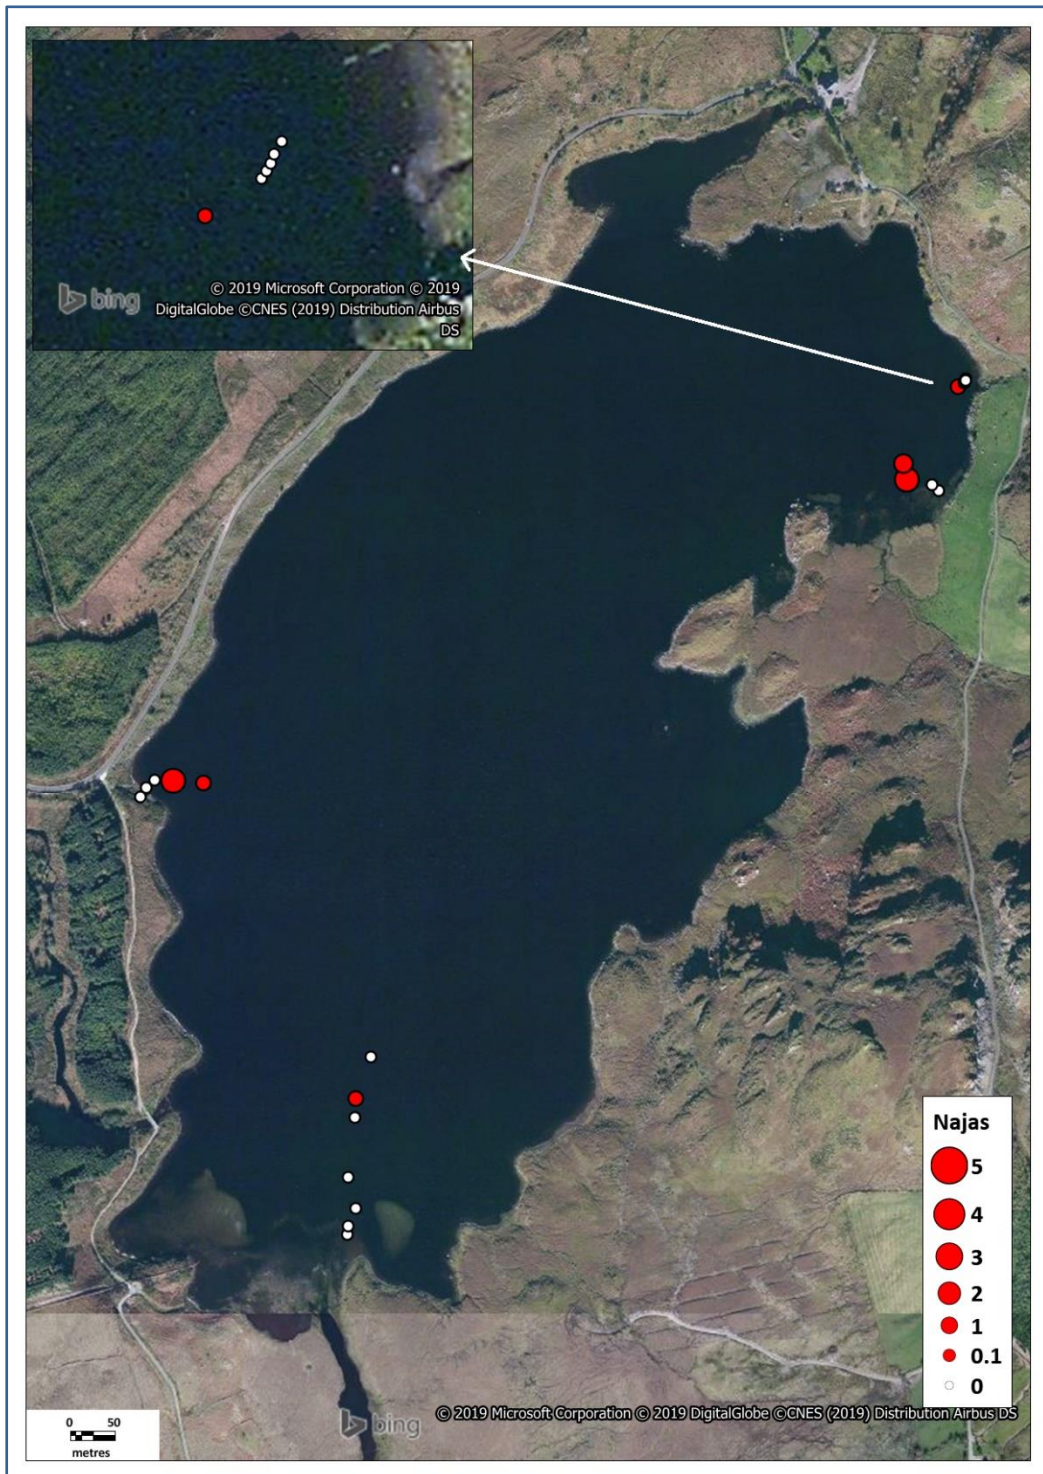 bing
© 2019 Microsoft Corporation © 2019
DigitalGlobe ©CNES (2019) Distribution Airbus
DS
Najas
5
4
3
2
1
0.1
0
0 50
metres
bing
© 2019 Microsoft Corporation © 2019 DigitalGlobe ©CNES (2019) Distribution Airbus DS